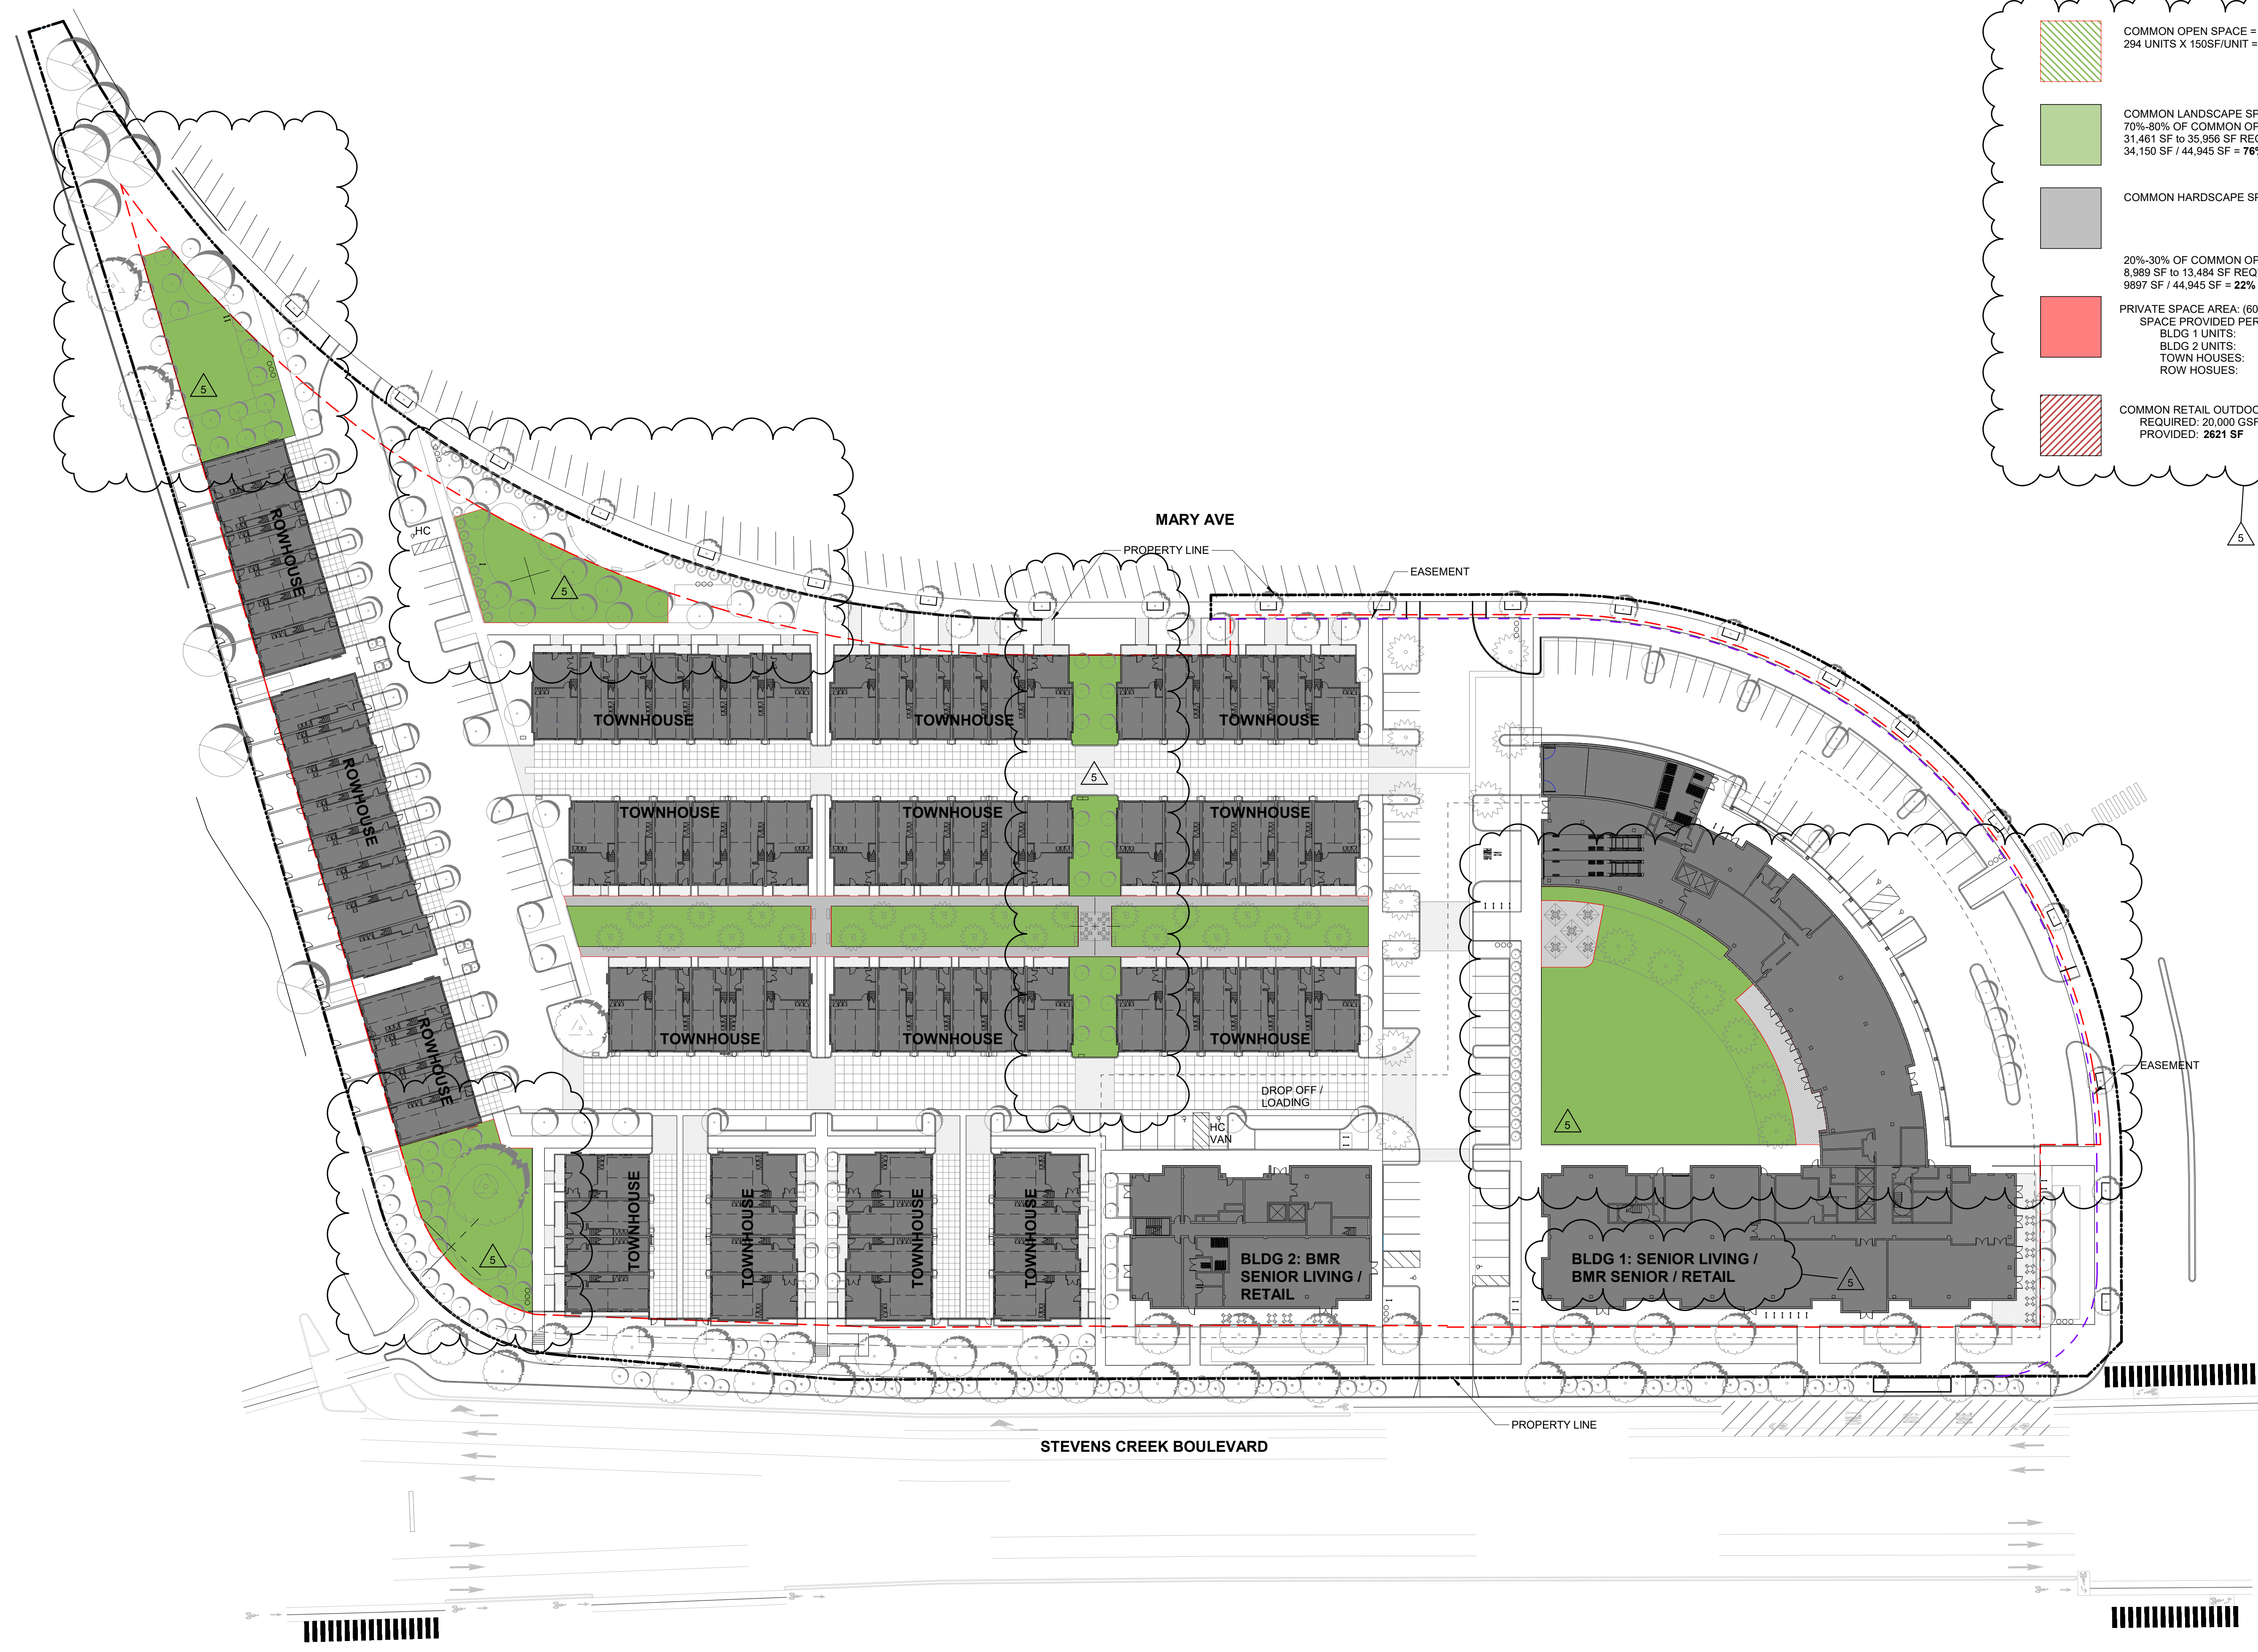 COMMON OPEN SPACE =
294 UNITS X 150SF/UNIT =
COMMON LANDSCAPE SP
70%-80% OF COMMON OP
31,461 SF to 35,956 SF REQ
34,150 SF / 44,945 SF = 76%
COMMON HARDSCAPE SP
20%-30% OF COMMON OP
8,989 SF to 13,484 SF REQ
9897 SF / 44,945 SF = 22%
PRIVATE SPACE AREA: (60
SPACE PROVIDED PER
BLDG 1 UNITS:
BLDG 2 UNITS:
TOWN HOUSES:
ROW HOSUES:
COMMON RETAIL OUTDOO
REQUIRED: 20,000 GSF
PROVIDED: 2621 SF
5
5
ROWHOUSE
HC
5
MARY AVE
PROPERTY LINE
EASEMENT
TOWNHOUSE
TOWNHOUSE
TOWNHOUSE
5
ROWHOUSE
TOWNHOUSE
TOWNHOUSE
TOWNHOUSE
TOWNHOUSE
TOWNHOUSE
TOWNHOUSE
ROWHOUSE
DROP OFF /
LOADING
HC
VAN
5
EASEMENT
5
TOWNHOUSE
TOWNHOUSE
TOWNHOUSE
TOWNHOUSE
BLDG 2: BMR
SENIOR LIVING /
RETAIL
BLDG 1: SENIOR LIVING /
BMR SENIOR / RETAIL
5
PROPERTY LINE
STEVENS CREEK BOULEVARD